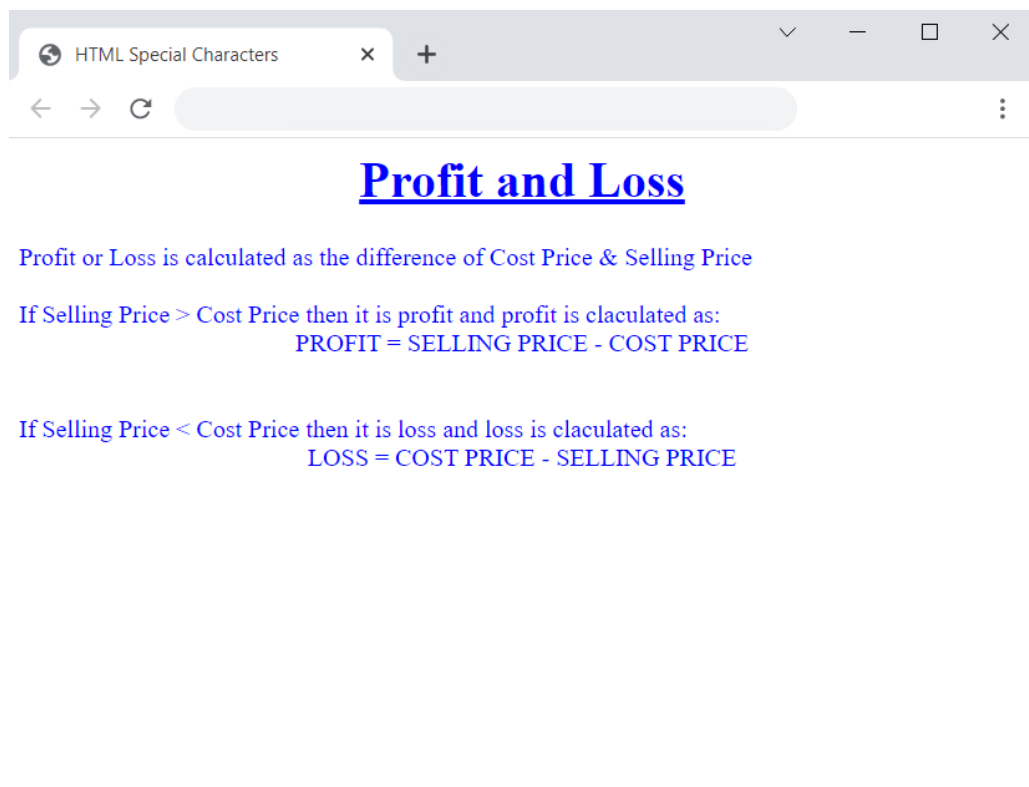 HTML Special Characters
Profit and Loss
Profit or Loss is calculated as the difference of Cost Price & Selling Price
If Selling Price > Cost Price then it is profit and profit is claculated as:
PROFIT = SELLING PRICE - COST PRICE
If Selling Price < Cost Price then it is loss and loss is claculated as:
LOSS = COST PRICE - SELLING PRICE